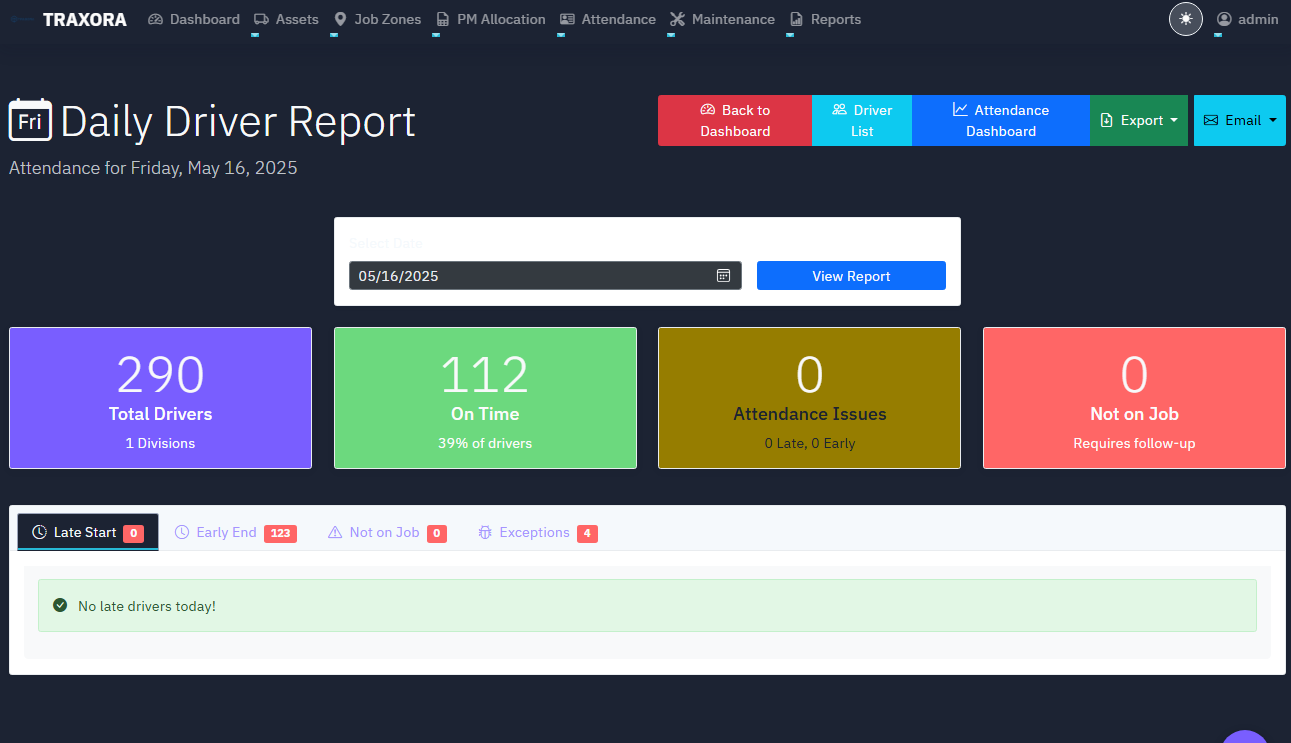 TRAXORA Dashboard Assets Job Zones PM Allocation Attendance Maintenance Reports admin
Fri Daily Driver Report
Attendance for Friday, May 16, 2025
Back to
Dashboard
Driver
List
Attendance
Dashboard
Export
Email
Select Date
05/16/2025
View Report
290
Total Drivers
1 Divisions
112
On Time
39% of drivers
0
Attendance Issues
0 Late, 0 Early
0
Not on Job
Requires follow-up
Late Start 0 Early End 123 Not on Job 0 Exceptions 4
No late drivers today!